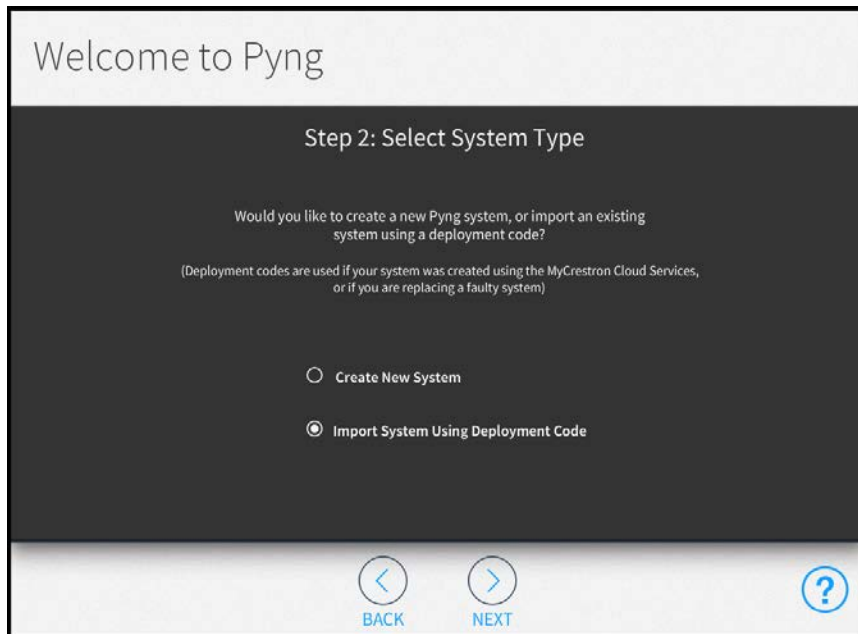 Welcome to Pyng
Step 2: Select System Type
Would you like to create a new Pyng system, or import an existing
system using a deployment code?
(Deployment codes are used if your system was created using the MyCrestron Cloud Services,
or if you are replacing a faulty system)
Create New System
Import System Using Deployment Code
BACK
NEXT
?